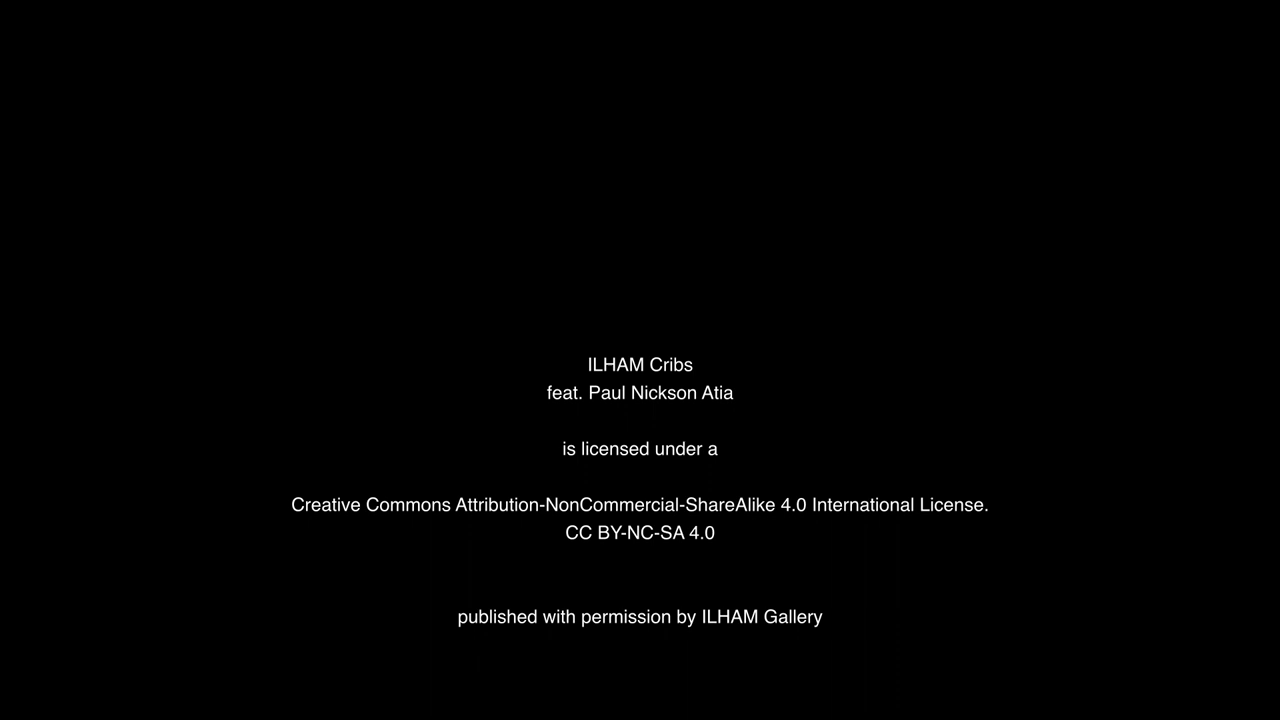 ILHAM Cribs
feat. Paul Nickson Atia
is licensed under a
Creative Commons Attribution-NonCommercial-ShareAlike 4.0 International License.
CC BY-NC-SA 4.0
published with permission by ILHAM Gallery